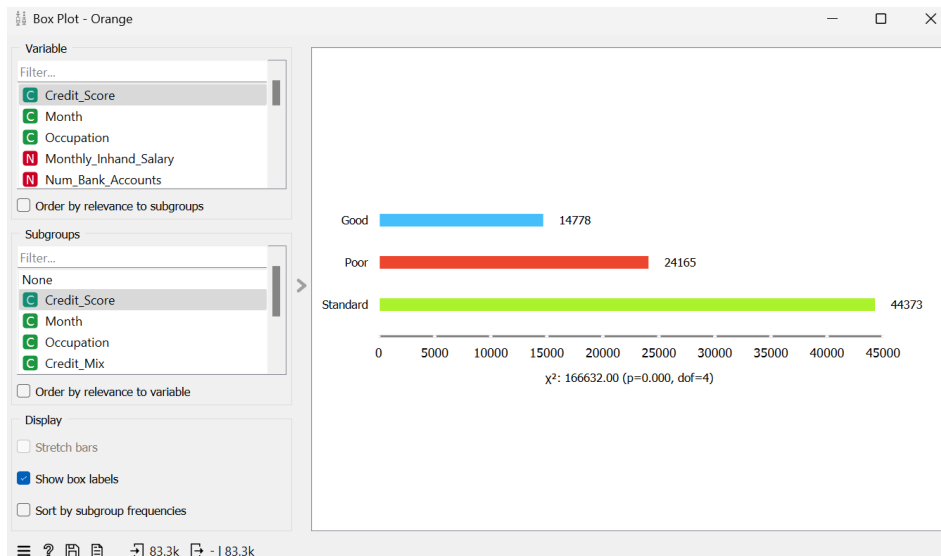 Box Plot - Orange
Variable
Filter...
C Credit_Score
C Month
C Occupation
N Monthly_Inhand_Salary
N Num_Bank_Accounts
Order by relevance to subgroups
Subgroups
Filter...
None
C Credit_Score
C Month
C Occupation
C Credit_Mix
Order by relevance to variable
Display
Stretch bars
Show box labels
Sort by subgroup frequencies
83.3k - | 83.3k
Good 14778
Poor 24165
Standard 44373
0 5000 10000 15000 20000 25000 30000 35000 40000 45000
χ²: 166632.00 (p=0.000, dof=4)